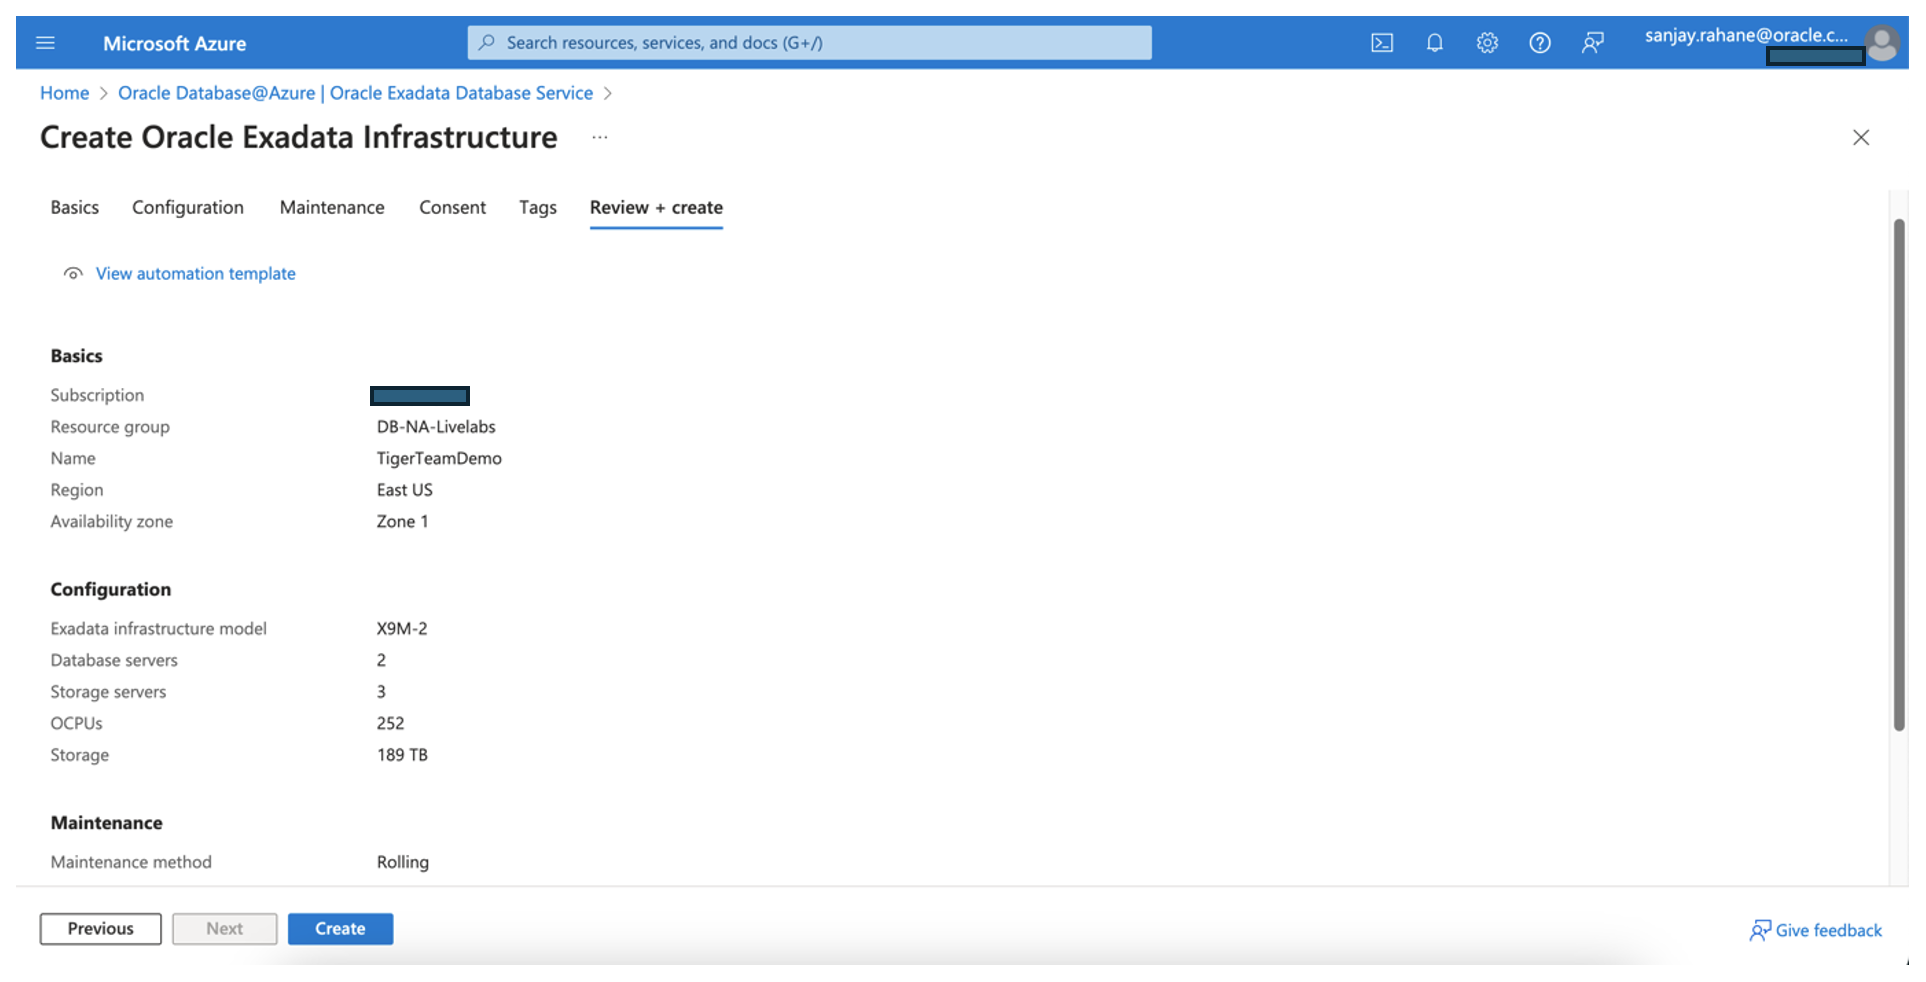 Microsoft Azure
Search resources, services, and docs (G+/)
sanjay.rahane@oracle.c...
Home > Oracle Database@Azure | Oracle Exadata Database Service >
Create Oracle Exadata Infrastructure ...
Basics Configuration Maintenance Consent Tags Review + create
View automation template
Basics
Subscription
Resource group DB-NA-Livelabs
Name TigerTeamDemo
Region East US
Availability zone Zone 1
Configuration
Exadata infrastructure model X9M-2
Database servers 2
Storage servers 3
OCPUs 252
Storage 189 TB
Maintenance
Maintenance method Rolling
Previous Next Create
Give feedback